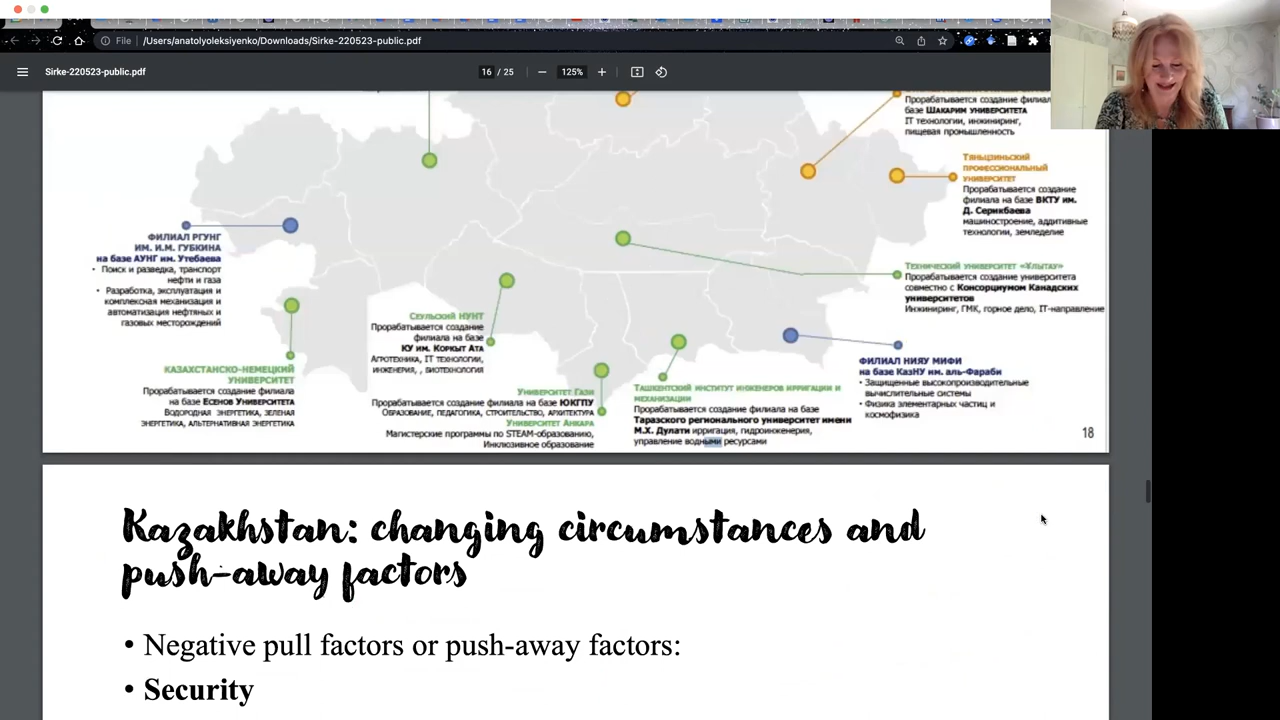 File | /Users/anatolyoleksiyenko/Downloads/Sirke-220523-public.pdf
Sirke-220523-public.pdf
16 / 25
125%
Прорабатывается создание филиал
базе ШАКАРИМ УНИВЕРСИТЕТА
IT технологии, инжиниринг,
пищевая промышленность
ТЯНЬЦЗИНЬСКИЙ
ПРОФЕССИОНАЛЬНЫЙ
УНИВЕРСИТЕТ
Прорабатывается создание
филиала на базе ВКТУ им.
Д. Серикбаева
машиностроение, аддитивные
технологии, земледелие
ФИЛИАЛ РГУНГ
ИМ. И.М. ГУБКИНА
на базе АУНГ им. Утебаева
• Поиск и разведка, транспорт
нефти и газа
• Разработка, эксплуатация и
комплексная механизация и
автоматизация нефтяных и
газовых месторождений
ТЕХНИЧЕСКИЙ УНИВЕРСИТЕТ «ҰЛЫТАУ»
Прорабатывается создание университета
совместно с Консорциумом Канадских
университетов
Инжиниринг, ГМК, горное дело, IT-направление
СЕУЛЬСКИЙ НУНТ
Прорабатывается создание
филиала на базе
КУ им. Коркыт Ата
АГРОТЕХНИКА, IT ТЕХНОЛОГИИ,
ИНЖЕНЕРИЯ, , БИОТЕХНОЛОГИЯ
КАЗАХСТАНСКО-НЕМЕЦКИЙ
УНИВЕРСИТЕТ
Прорабатывается создание филиала
на базе ЕСЕНОВ УНИВЕРСИТЕТА
ВОДОРОДНАЯ ЭНЕРГЕТИКА, ЗЕЛЕНАЯ
ЭНЕРГЕТИКА, АЛЬТЕРНАТИВНАЯ ЭНЕРГЕТИКА
УНИВЕРСИТЕТ ГАЗИ
Прорабатывается создание филиала на базе ЮКГПУ
ОБРАЗОВАНИЕ, ПЕДАГОГИКА, СТРОИТЕЛЬСТВО, АРХИТЕКТУРА
УНИВЕРСИТЕТ АНКАРА
Магистерские программы по STEAM-образованию,
Инклюзивное образование
ТАШКЕНТСКИЙ ИНСТИТУТ ИНЖЕНЕРОВ ИРРИГАЦИИ И
МЕХАНИЗАЦИИ
Прорабатывается создание филиала на базе
Таразского регионального университет имени
М.Х. Дулати ирригация, гидроинженерия,
управление водными ресурсами
ФИЛИАЛ НИЯУ МИФИ
на базе КазНУ им. аль-Фараби
• Защищенные высокопроизводительные
вычислительные системы
• Физика элементарных частиц и
космофизика
18
Kazakhstan: changing circumstances and
push-away factors
• Negative pull factors or push-away factors:
• Security